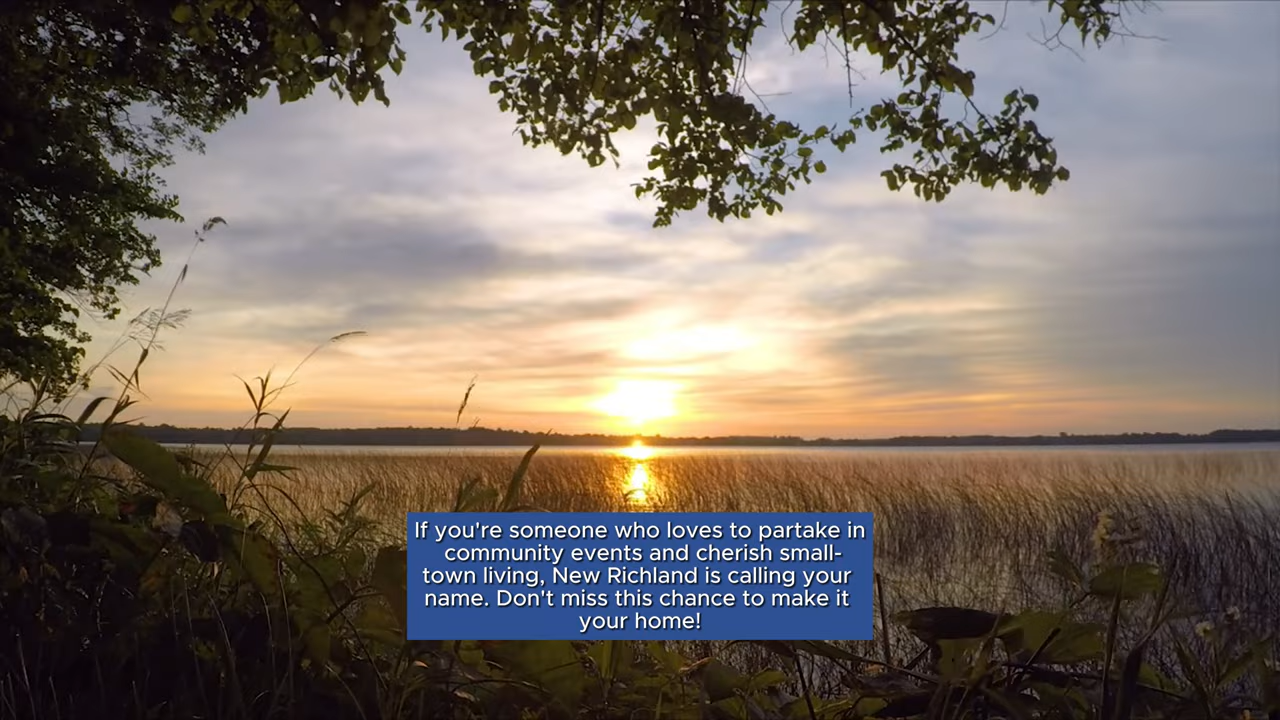 If you're someone who loves to partake in
community events and cherish small-
town living, New Richland is calling your
name. Don't miss this chance to make it
your home!